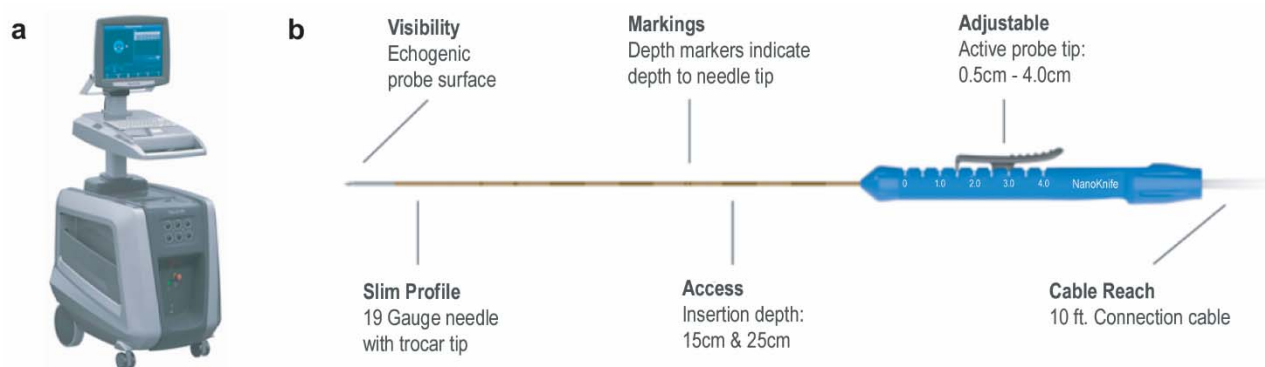 a
b
Visibility
Echogenic
probe surface
Markings
Depth markers indicate
depth to needle tip
Adjustable
Active probe tip:
0.5cm - 4.0cm
0 1.0 2.0 3.0 4.0 NanoKnife
Slim Profile
19 Gauge needle
with trocar tip
Access
Insertion depth:
15cm & 25cm
Cable Reach
10 ft. Connection cable